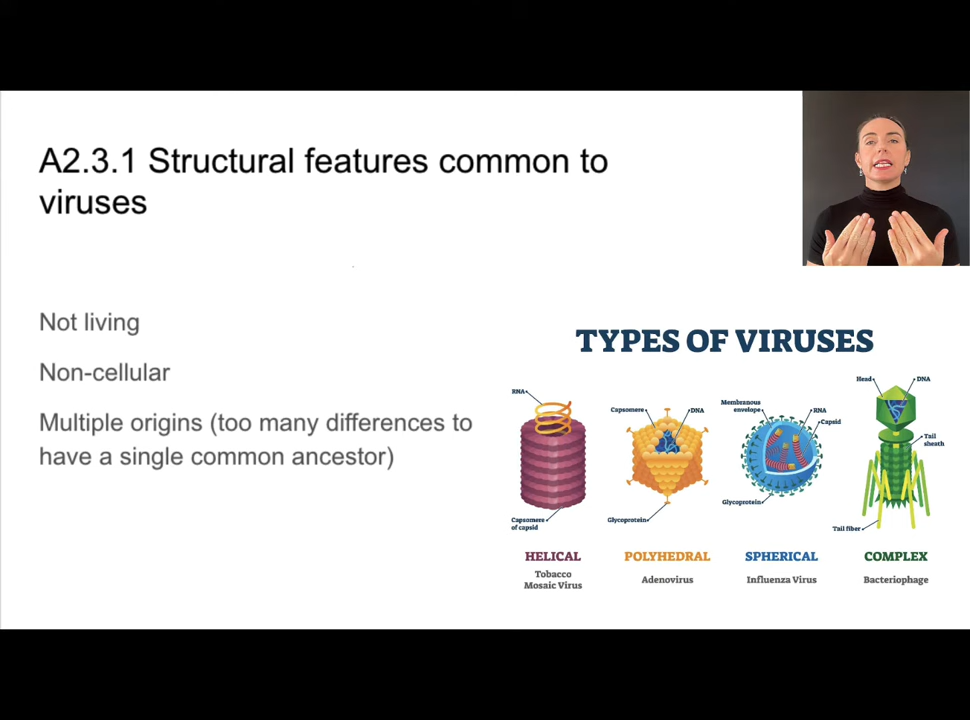 A2.3.1 Structural features common to
viruses
Not living
Non-cellular
Multiple origins (too many differences to
have a single common ancestor)
TYPES OF VIRUSES
RNA
Capsomere
of capsid
HELICAL
Tobacco
Mosaic Virus
Capsomere
DNA
Glycoprotein
POLYHEDRAL
Adenovirus
Membranous
envelope
RNA
Capsid
Glycoprotein
SPHERICAL
Influenza Virus
Head
DNA
Tail
sheath
Tail fiber
COMPLEX
Bacteriophage